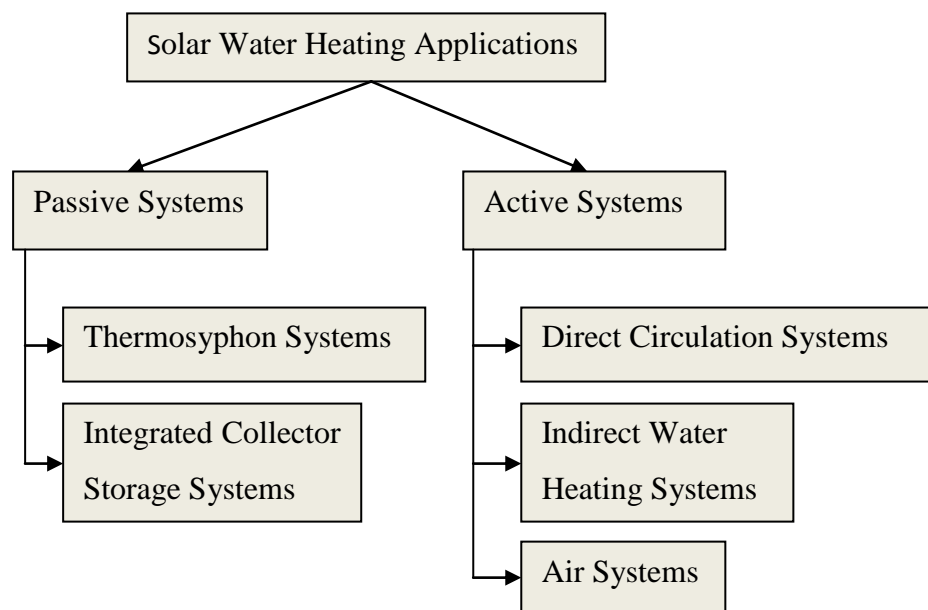 Solar Water Heating Applications
Passive Systems
Active Systems
Thermosyphon Systems
Direct Circulation Systems
Integrated Collector
Storage Systems
Indirect Water
Heating Systems
Air Systems